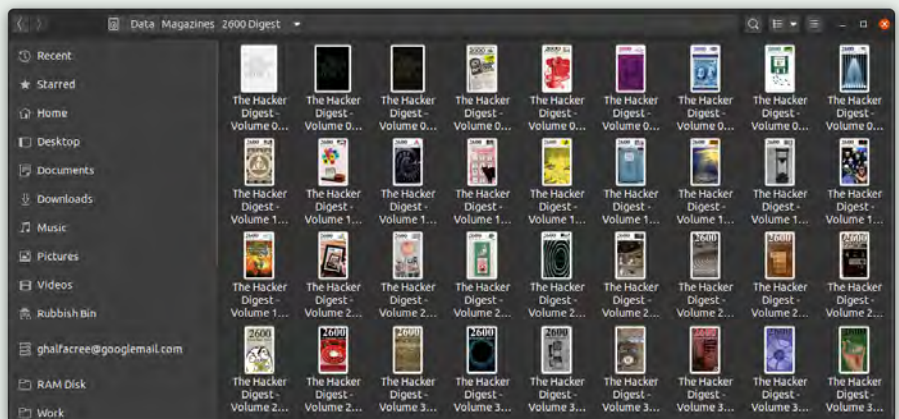 Data Magazines 2600 Digest
Recent
Starred
Home
Desktop
Documents
Downloads
Music
Pictures
Videos
Rubbish Bin
ghalfacree@googlemail.com
RAM Disk
Work
The Hacker Digest - Volume 0...
The Hacker Digest - Volume 0...
The Hacker Digest - Volume 0...
The Hacker Digest - Volume 0...
The Hacker Digest - Volume 0...
The Hacker Digest - Volume 0...
The Hacker Digest - Volume 0...
The Hacker Digest - Volume 0...
The Hacker Digest - Volume 0...
The Hacker Digest - Volume 1...
The Hacker Digest - Volume 1...
The Hacker Digest - Volume 1...
The Hacker Digest - Volume 1...
The Hacker Digest - Volume 1...
The Hacker Digest - Volume 1...
The Hacker Digest - Volume 1...
The Hacker Digest - Volume 1...
The Hacker Digest - Volume 1...
The Hacker Digest - Volume 1...
The Hacker Digest - Volume 2...
The Hacker Digest - Volume 2...
The Hacker Digest - Volume 2...
The Hacker Digest - Volume 2...
The Hacker Digest - Volume 2...
The Hacker Digest - Volume 2...
The Hacker Digest - Volume 2...
The Hacker Digest - Volume 2...
The Hacker Digest - Volume 2...
The Hacker Digest - Volume 2...
The Hacker Digest - Volume 3...
The Hacker Digest - Volume 3...
The Hacker Digest - Volume 3...
The Hacker Digest - Volume 3...
The Hacker Digest - Volume 3...
The Hacker Digest - Volume 3...
The Hacker Digest - Volume 3...